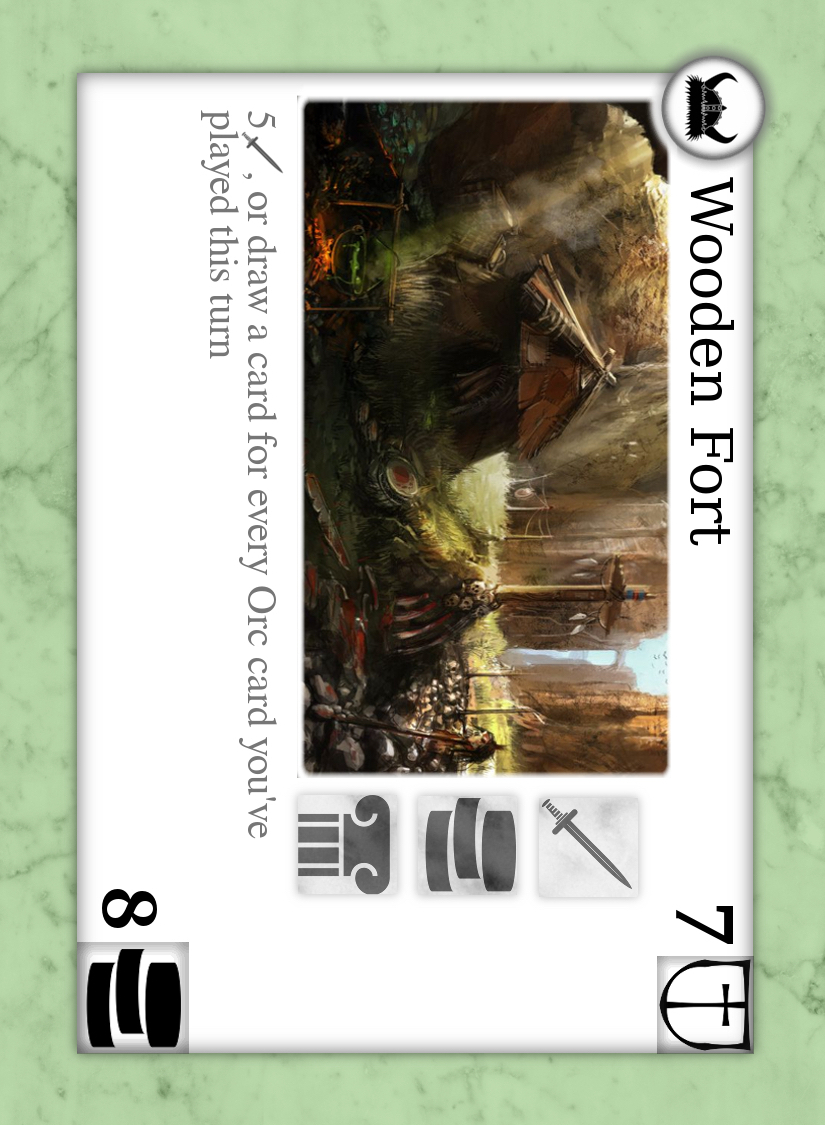 Wooden Fort
7
5 , or draw a card for every Orc card you've
played this turn
8